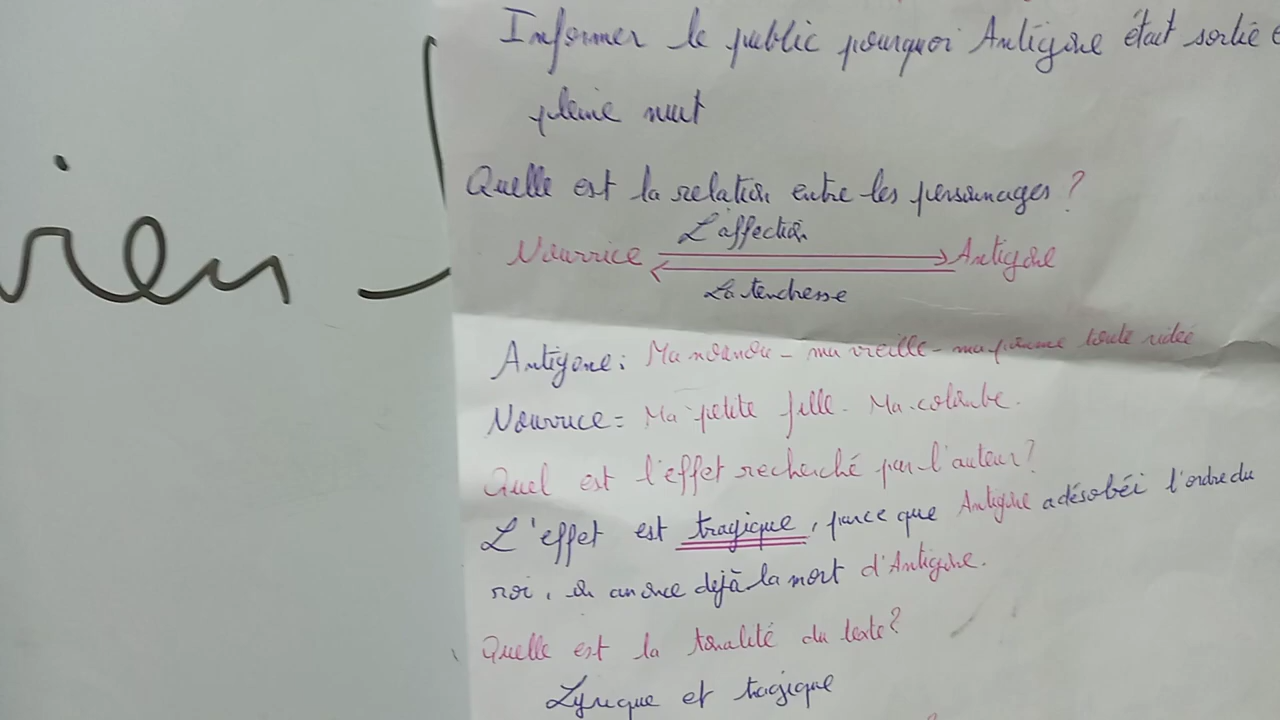 Informer le public pourquoi Antigone était sortie e
pleine nuit
Quelle est la relation entre les personnages ?
L'affection
Nourrice Antigone
La tendresse
Antigone : Ma nounou - ma vieille - ma pomme toute ridée
Nourrice = Ma petite fille - Ma colombe.
Quel est l'effet recherché par l'auteur ?
L'effet est tragique, parce que Antigone a désobéi l'ordre du
roi, on anonce dejà la mort d'Antigone.
Quelle est la tonalité du texte ?
Lyrique et tragique
ien